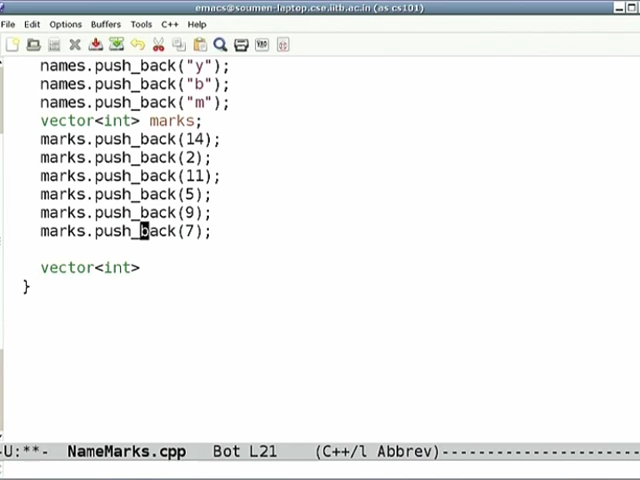 emacs@soumen-laptop.cse.iitb.ac.in (as cs101)
File Edit Options Buffers Tools C++ Help
names.push_back("y");
names.push_back("b");
names.push_back("m");
vector<int> marks;
marks.push_back(14);
marks.push_back(2);
marks.push_back(11);
marks.push_back(5);
marks.push_back(9);
marks.push_back(7);
vector<int>
}
-U:**- NameMarks.cpp Bot L21 (C++/l Abbrev)-----------------------